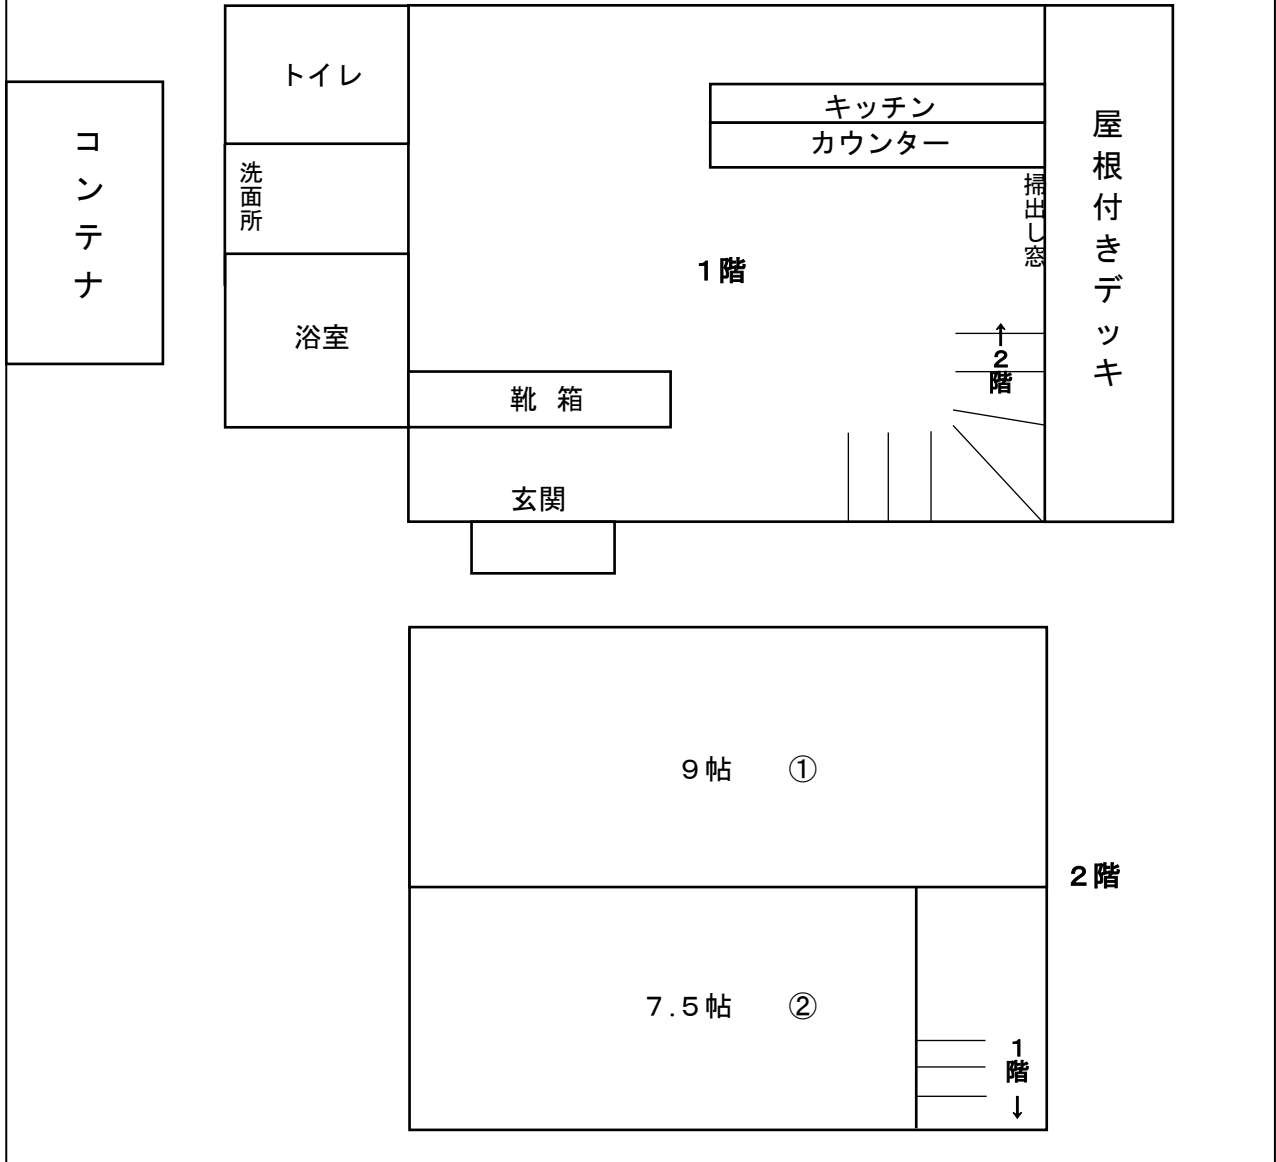 トイレ
キッチン
カウンター
コンテナ
洗面所
屋根付きデッキ
掃出し窓
1階
浴室
↑2階
靴 箱
玄関
9帖 ①
2階
7.5帖 ②
1階↓